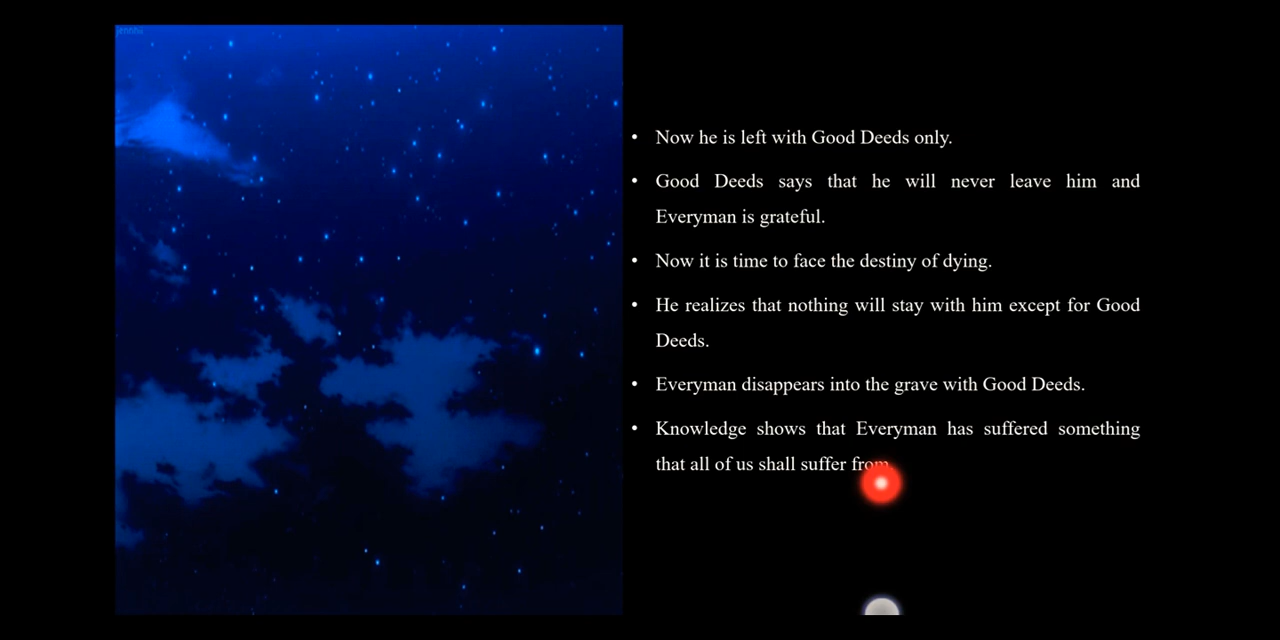 • Now he is left with Good Deeds only.
• Good Deeds says that he will never leave him and
Everyman is grateful.
• Now it is time to face the destiny of dying.
• He realizes that nothing will stay with him except for Good
Deeds.
• Everyman disappears into the grave with Good Deeds.
• Knowledge shows that Everyman has suffered something
that all of us shall suffer from